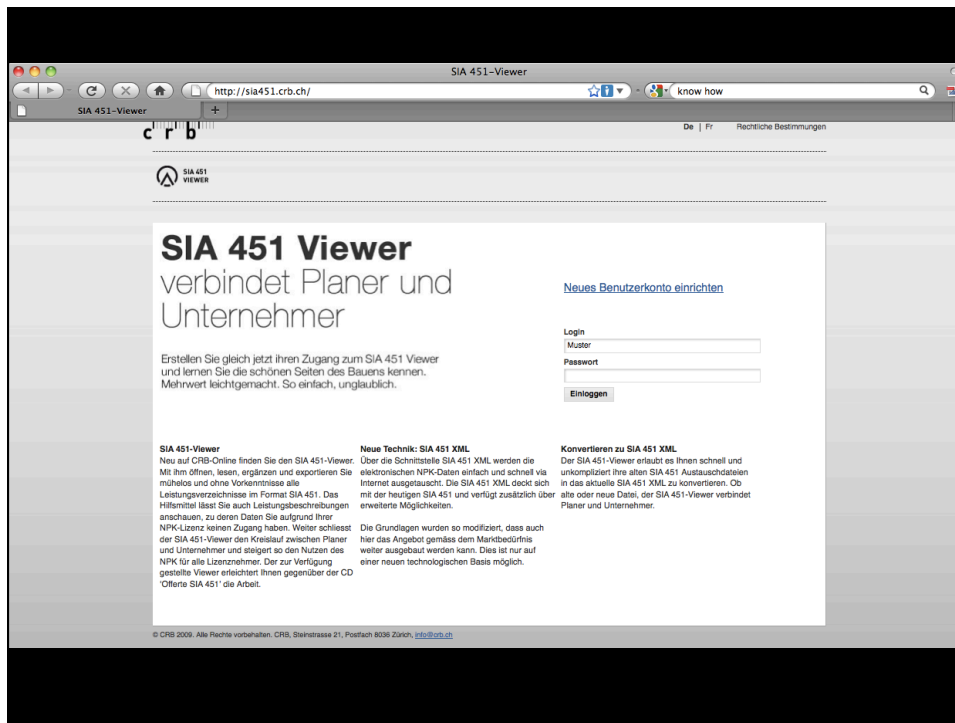 SIA 451-Viewer
http://sia451.crb.ch/
know how
SIA 451-Viewer
crb
De | Fr
Rechtliche Bestimmungen
SIA 451
VIEWER
SIA 451 Viewer
verbindet Planer und
Unternehmer
Erstellen Sie gleich jetzt ihren Zugang zum SIA 451 Viewer
und lernen Sie die schönen Seiten des Bauens kennen.
Mehrwert leichtgemacht. So einfach, unglaublich.
Neues Benutzerkonto einrichten
Login
Muster
Passwort
Einloggen
SIA 451-Viewer
Neu auf CRB-Online finden Sie den SIA 451-Viewer.
Mit ihm öffnen, lesen, ergänzen und exportieren Sie
mühelos und ohne Vorkenntnisse alle
Leistungsverzeichnisse im Format SIA 451. Das
Hilfsmittel lässt Sie auch Leistungsbeschreibungen
anschauen, zu deren Daten Sie aufgrund Ihrer
NPK-Lizenz keinen Zugang haben. Weiter schliesst
der SIA 451-Viewer den Kreislauf zwischen Planer
und Unternehmer und steigert so den Nutzen des
NPK für alle Lizenznehmer. Der zur Verfügung
gestellte Viewer erleichtert Ihnen gegenüber der CD
'Offerte SIA 451' die Arbeit.
Neue Technik: SIA 451 XML
Über die Schnittstelle SIA 451 XML werden die
elektronischen NPK-Daten einfach und schnell via
Internet ausgetauscht. Die SIA 451 XML deckt sich
mit der heutigen SIA 451 und verfügt zusätzlich über
erweiterte Möglichkeiten.
Die Grundlagen wurden so modifiziert, dass auch
hier das Angebot gemäss dem Marktbedürfnis
weiter ausgebaut werden kann. Dies ist nur auf
einer neuen technologischen Basis möglich.
Konvertieren zu SIA 451 XML
Der SIA 451-Viewer erlaubt es Ihnen schnell und
unkompliziert ihre alten SIA 451 Austauschdateien
in das aktuelle SIA 451 XML zu konvertieren. Ob
alte oder neue Datei, der SIA 451-Viewer verbindet
Planer und Unternehmer.
© CRB 2009. Alle Rechte vorbehalten. CRB, Steinstrasse 21, Postfach 8036 Zürich, info@crb.ch